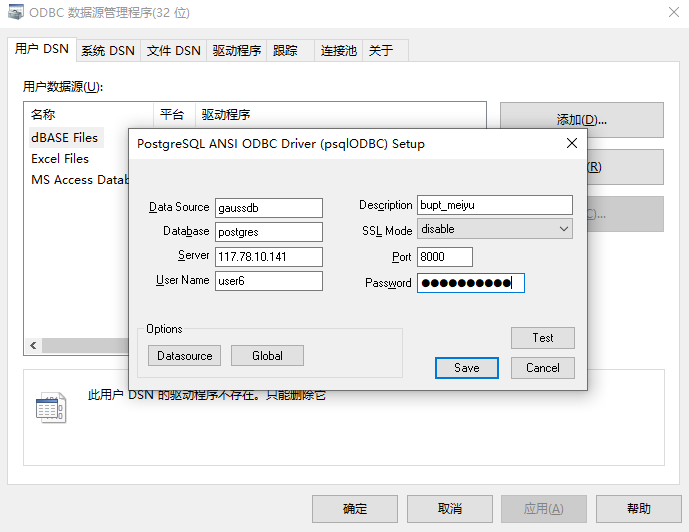 ODBC 数据源管理程序(32 位)
用户 DSN 系统 DSN 文件 DSN 驱动程序 跟踪 连接池 关于
用户数据源(U):
名称 平台 驱动程序
添加(D)...
dBASE Files
Excel Files
(R)
MS Access Datab
)...
PostgreSQL ANSI ODBC Driver (psqlODBC) Setup
Data Source gaussdb Description bupt_meiyu
Database postgres SSL Mode disable
Server 117.78.10.141 Port 8000
User Name user6 Password ●●●●●●●●●●
Options
Datasource Global Test
Save Cancel
此用户 DSN 的驱动程序不存在。只能删除它
确定 取消 应用(A) 帮助